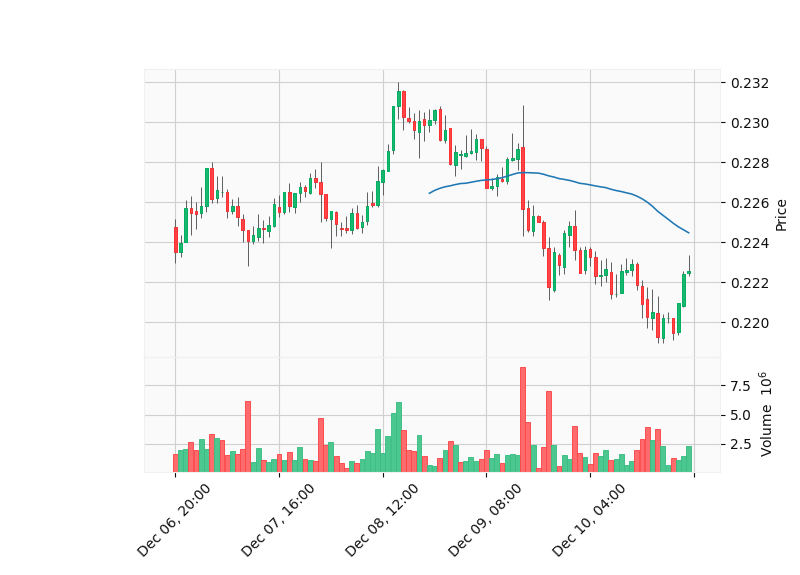 0.232
0.230
0.228
0.226
0.224
0.222
0.220
Price
7.5
5.0
2.5
Volume 10⁶
Dec 06, 20:00
Dec 07, 16:00
Dec 08, 12:00
Dec 09, 08:00
Dec 10, 04:00